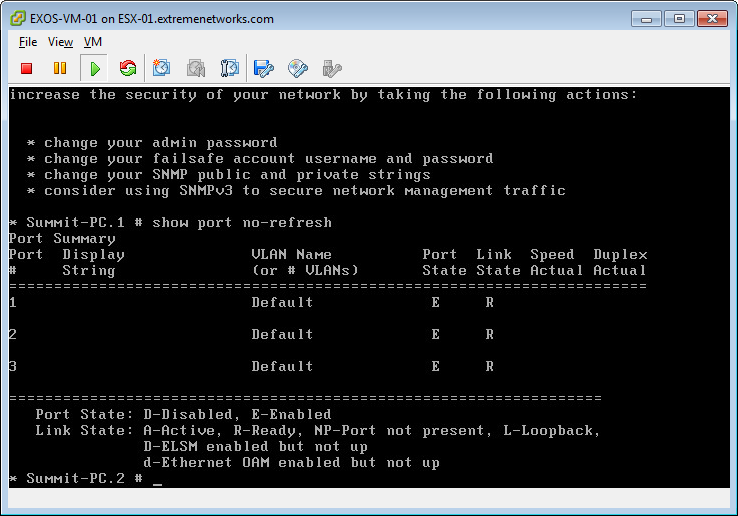 EXOS-VM-01 on ESX-01.extremenetworks.com
File View VM
increase the security of your network by taking the following actions:
* change your admin password
* change your failsafe account username and password
* change your SNMP public and private strings
* consider using SNMPv3 to secure network management traffic
* Summit-PC.1 # show port no-refresh
Port Summary
Port Display VLAN Name Port Link Speed Duplex
# String (or # VLANs) State State Actual Actual
=======================================================================
1 Default E R
2 Default E R
3 Default E R
==================================================================
Port State: D-Disabled, E-Enabled
Link State: A-Active, R-Ready, NP-Port not present, L-Loopback,
D-ELSM enabled but not up
d-Ethernet OAM enabled but not up
* Summit-PC.2 # _